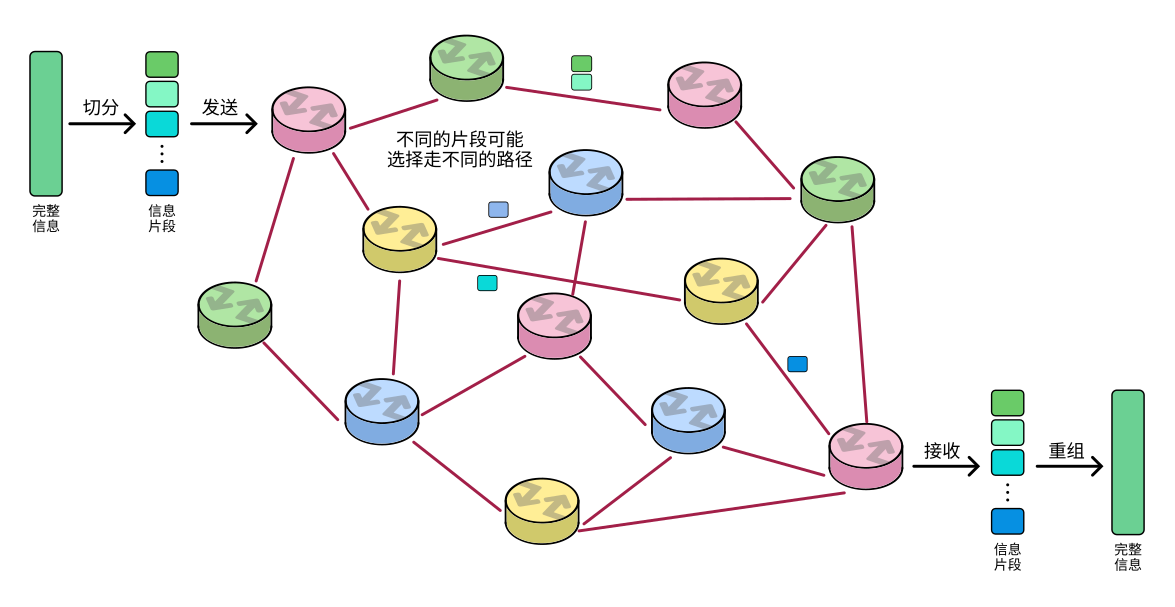 切分
发送
完整
信息
信息
片段
不同的片段可能
选择走不同的路径
接收
重组
信息
片段
完整
信息